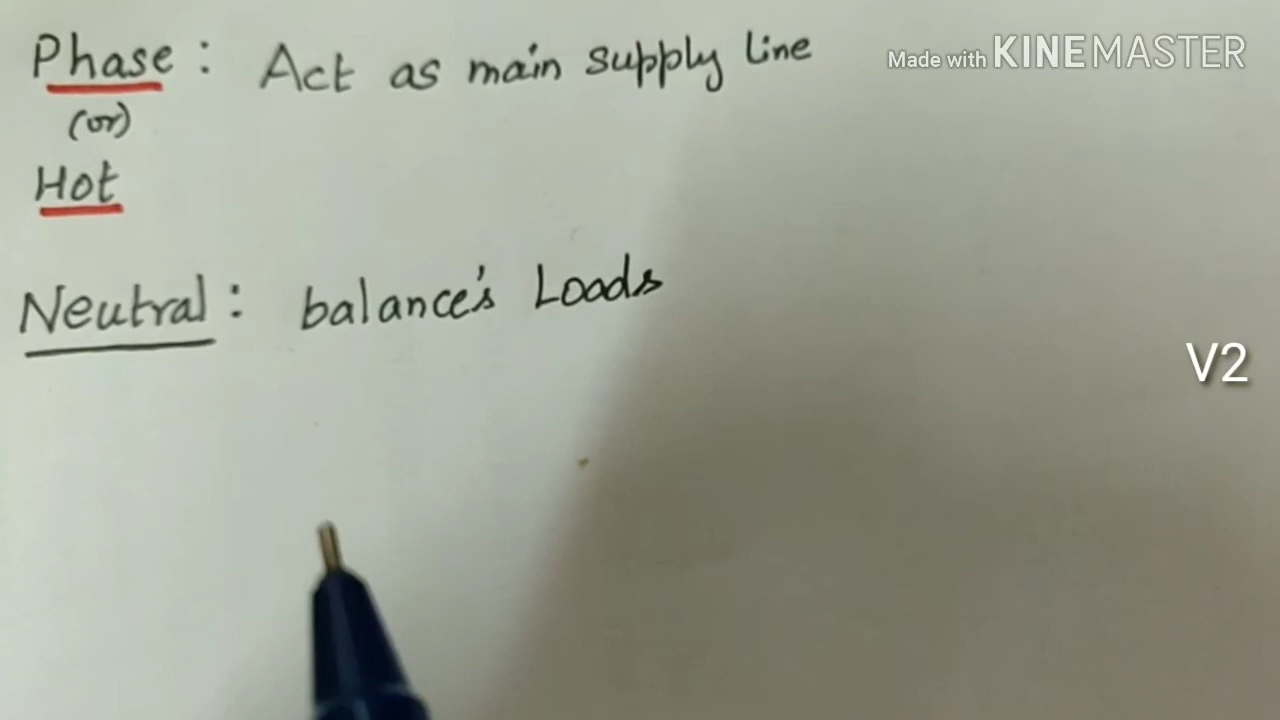 Phase : Act as main supply Line
(or)
Hot
Neutral : balance's Loads
Made with KINEMASTER
V2